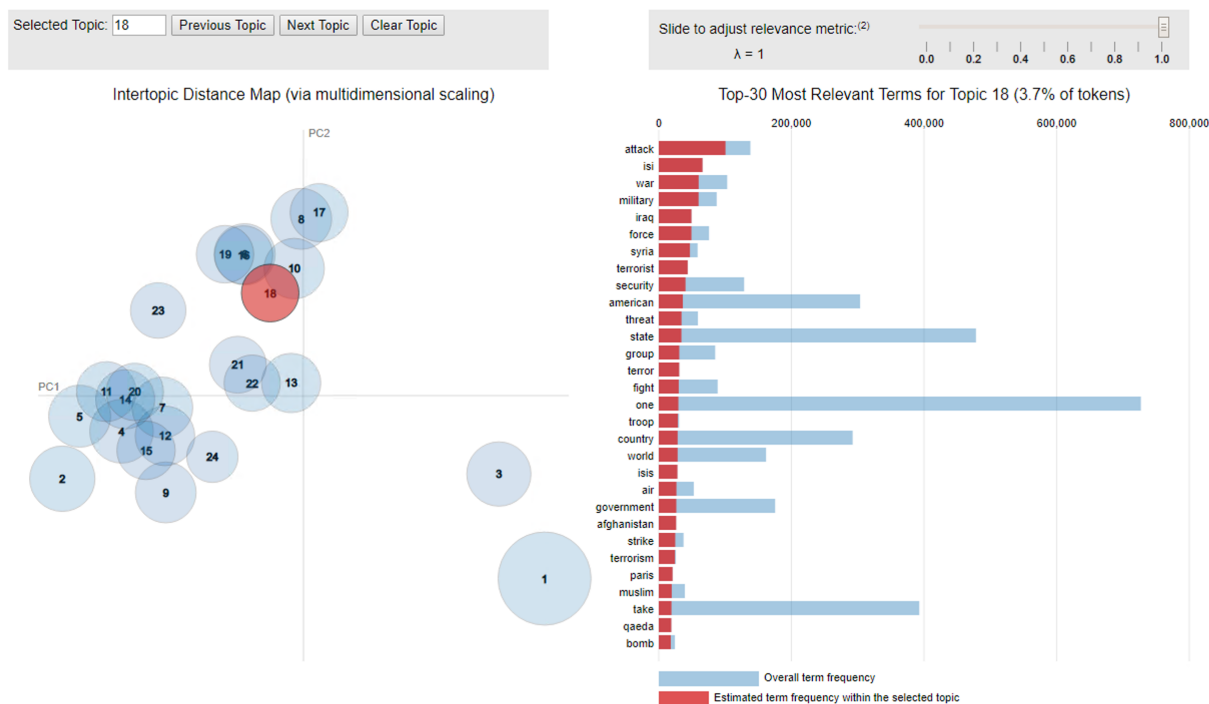 Selected Topic: 18 Previous Topic Next Topic Clear Topic
Slide to adjust relevance metric:(2)
λ = 1
0.0 0.2 0.4 0.6 0.8 1.0
Intertopic Distance Map (via multidimensional scaling)
PC2
PC1
17
8
19
16
10
18
23
21
22
13
11
20
14
7
5
4
12
15
24
2
9
3
1
Top-30 Most Relevant Terms for Topic 18 (3.7% of tokens)
0 200,000 400,000 600,000 800,000
attack
isi
war
military
iraq
force
syria
terrorist
security
american
threat
state
group
terror
fight
one
troop
country
world
isis
air
government
afghanistan
strike
terrorism
paris
muslim
take
qaeda
bomb
Overall term frequency
Estimated term frequency within the selected topic